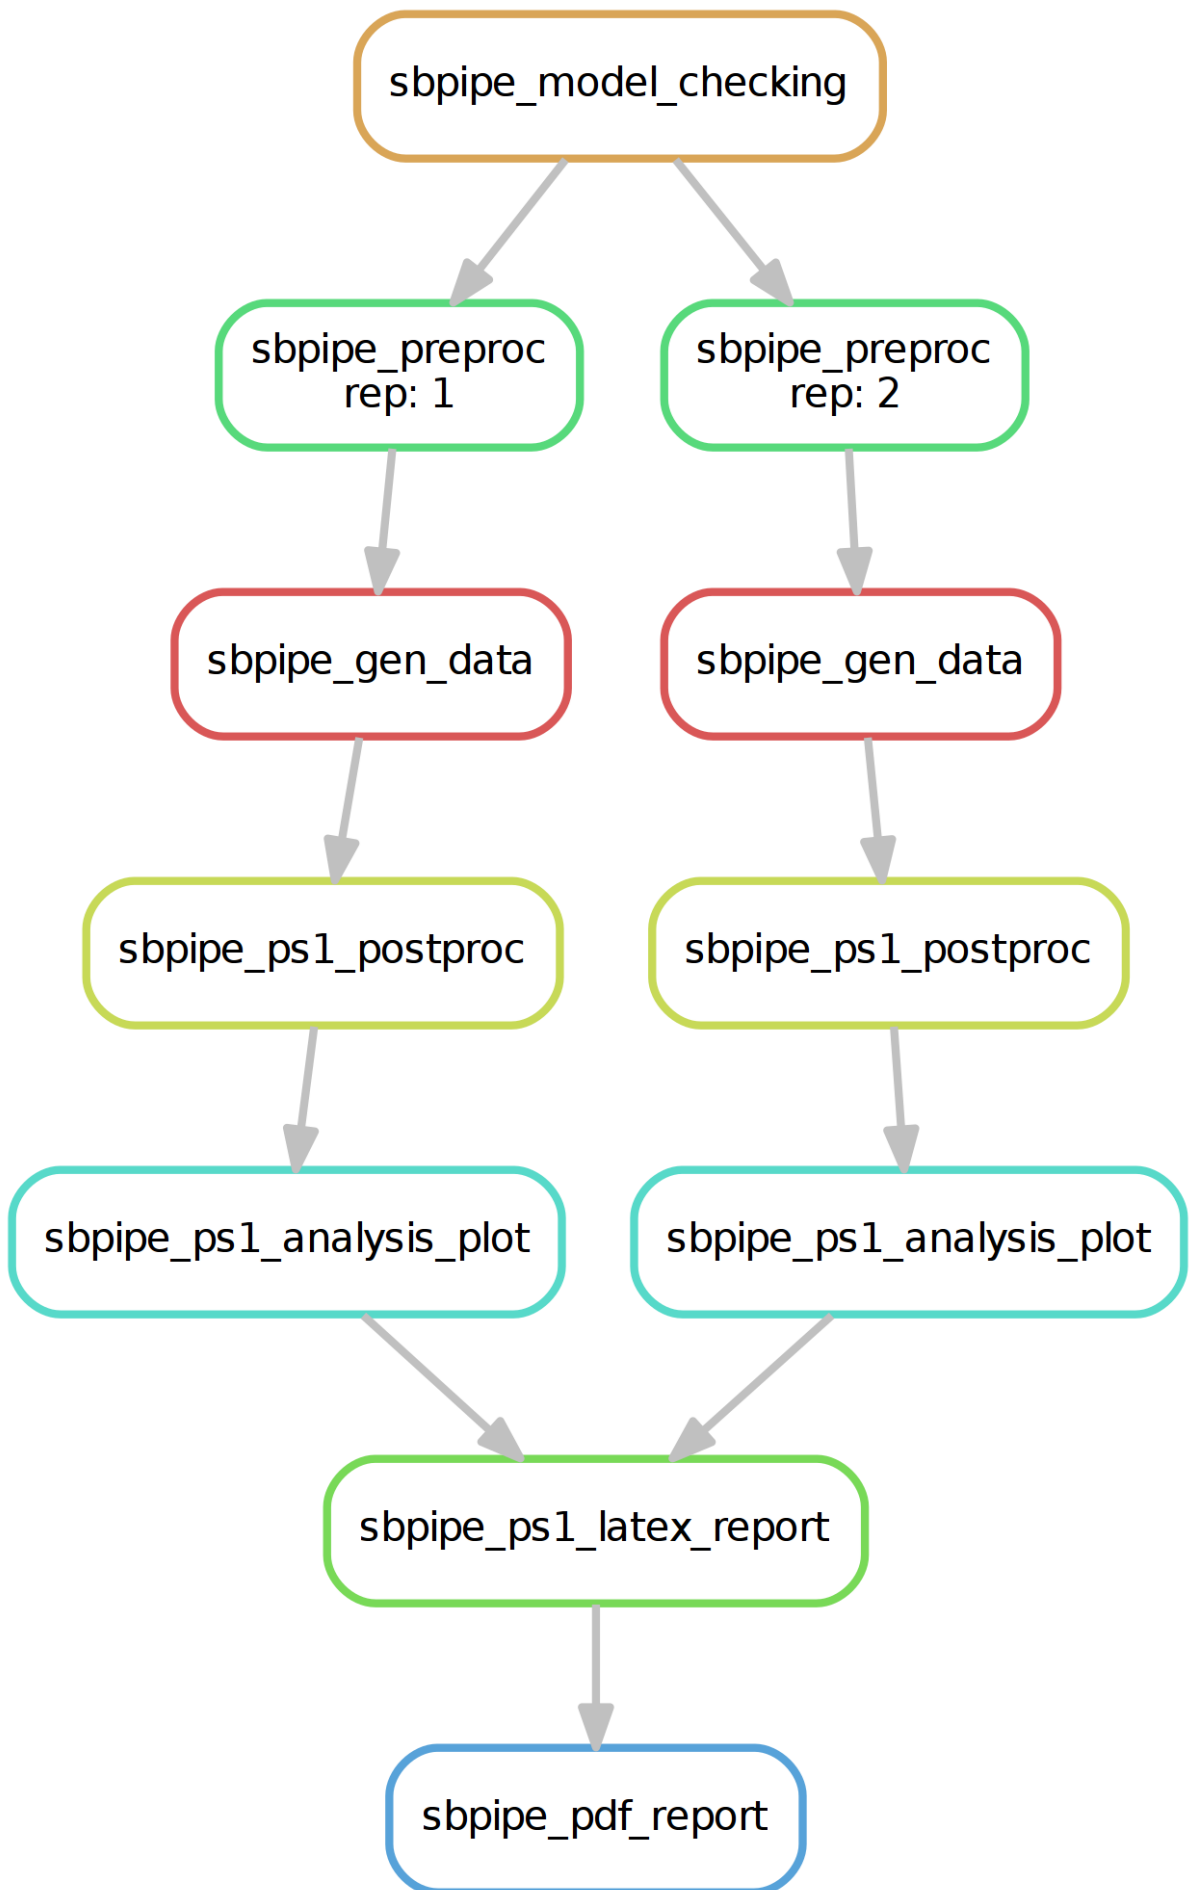 sbpipe_model_checking
sbpipe_preproc
rep: 1
sbpipe_preproc
rep: 2
sbpipe_gen_data
sbpipe_gen_data
sbpipe_ps1_postproc
sbpipe_ps1_postproc
sbpipe_ps1_analysis_plot
sbpipe_ps1_analysis_plot
sbpipe_ps1_latex_report
sbpipe_pdf_report